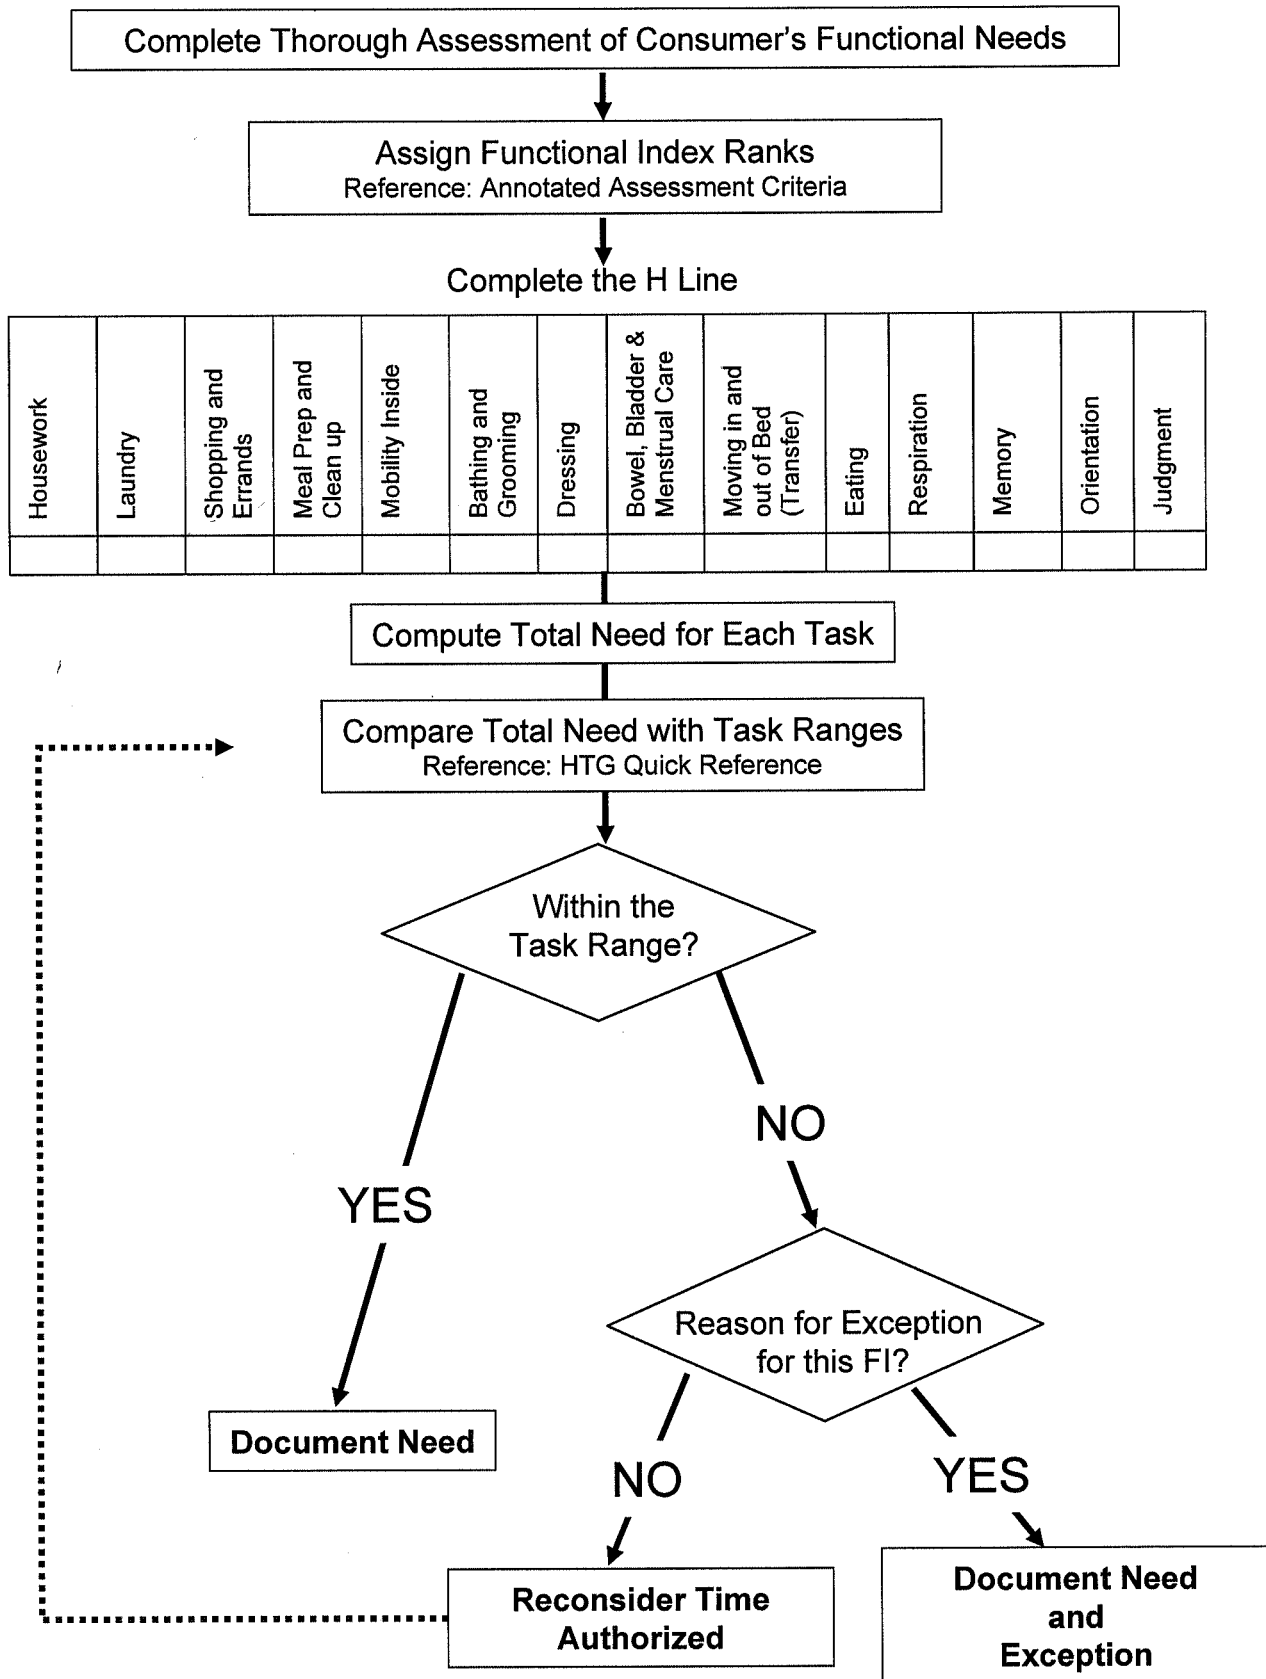 Complete Thorough Assessment of Consumer's Functional Needs
Assign Functional Index Ranks
Reference: Annotated Assessment Criteria
Complete the H Line
Housework
Laundry
Shopping and
Errands
Meal Prep and
Clean up
Mobility Inside
Bathing and
Grooming
Dressing
Bowel, Bladder &
Menstrual Care
Moving in and
out of Bed
(Transfer)
Eating
Respiration
Memory
Orientation
Judgment
Compute Total Need for Each Task
Compare Total Need with Task Ranges
Reference: HTG Quick Reference
Within the
Task Range?
NO
YES
Reason for Exception
for this FI?
Document Need
NO
YES
Reconsider Time
Authorized
Document Need
and
Exception